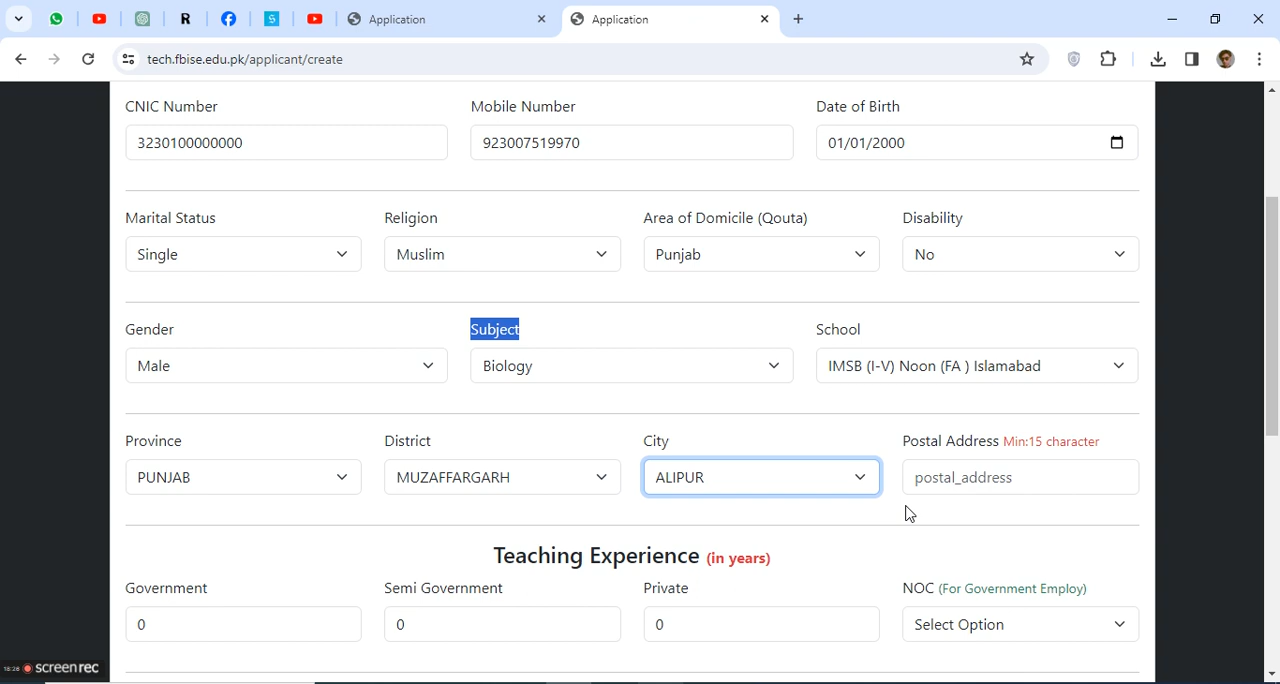 R
Application
Application
tech.fbise.edu.pk/applicant/create
CNIC Number Mobile Number Date of Birth
3230100000000 923007519970 01/01/2000
Marital Status Religion Area of Domicile (Qouta) Disability
Single Muslim Punjab No
Gender Subject School
Male Biology IMSB (I-V) Noon (FA ) Islamabad
Province District City Postal Address Min:15 character
PUNJAB MUZAFFARGARH ALIPUR postal_address
Teaching Experience (in years)
Government Semi Government Private NOC (For Government Employ)
0 0 0 Select Option
screenrec